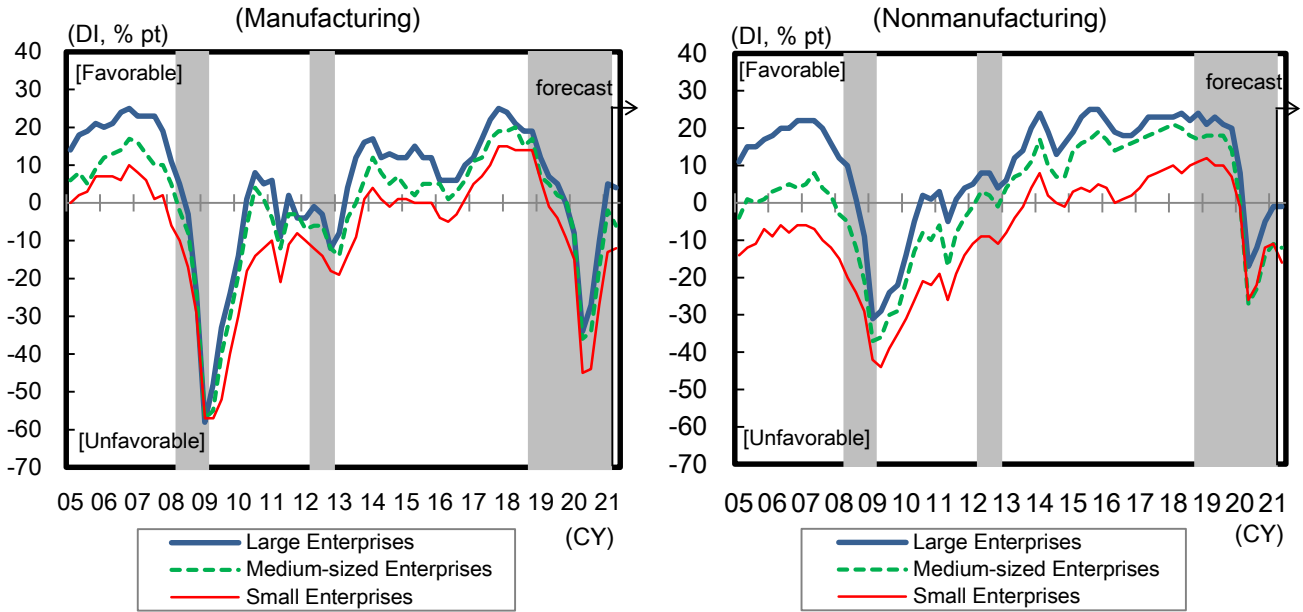 (Manufacturing)
(DI, % pt)
[Favorable]
forecast
40
30
20
10
0
-10
-20
-30
-40
-50
-60
-70
[Unfavorable]
05 06 07 08 09 10 11 12 13 14 15 16 17 18 19 20 21
(CY)
Large Enterprises
Medium-sized Enterprises
Small Enterprises
(Nonmanufacturing)
(DI, % pt)
[Favorable]
forecast
40
30
20
10
0
-10
-20
-30
-40
-50
-60
-70
[Unfavorable]
05 06 07 08 09 10 11 12 13 14 15 16 17 18 19 20 21
(CY)
Large Enterprises
Medium-sized Enterprises
Small Enterprises